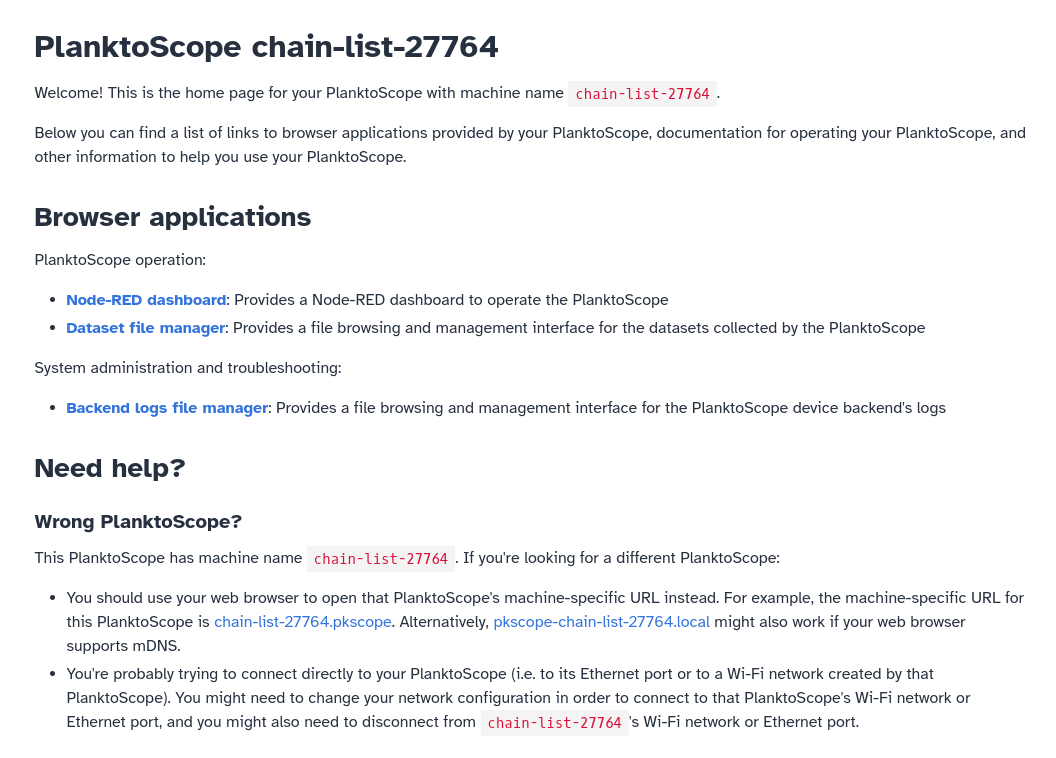 PlanktoScope chain-list-27764
Welcome! This is the home page for your PlanktoScope with machine name chain-list-27764.
Below you can find a list of links to browser applications provided by your PlanktoScope, documentation for operating your PlanktoScope, and
other information to help you use your PlanktoScope.
Browser applications
PlanktoScope operation:
• Node-RED dashboard: Provides a Node-RED dashboard to operate the PlanktoScope
• Dataset file manager: Provides a file browsing and management interface for the datasets collected by the PlanktoScope
System administration and troubleshooting:
• Backend logs file manager: Provides a file browsing and management interface for the PlanktoScope device backend's logs
Need help?
Wrong PlanktoScope?
This PlanktoScope has machine name chain-list-27764. If you're looking for a different PlanktoScope:
• You should use your web browser to open that PlanktoScope's machine-specific URL instead. For example, the machine-specific URL for
this PlanktoScope is chain-list-27764.pkscope. Alternatively, pkscope-chain-list-27764.local might also work if your web browser
supports mDNS.
• You're probably trying to connect directly to your PlanktoScope (i.e. to its Ethernet port or to a Wi-Fi network created by that
PlanktoScope). You might need to change your network configuration in order to connect to that PlanktoScope's Wi-Fi network or
Ethernet port, and you might also need to disconnect from chain-list-27764's Wi-Fi network or Ethernet port.